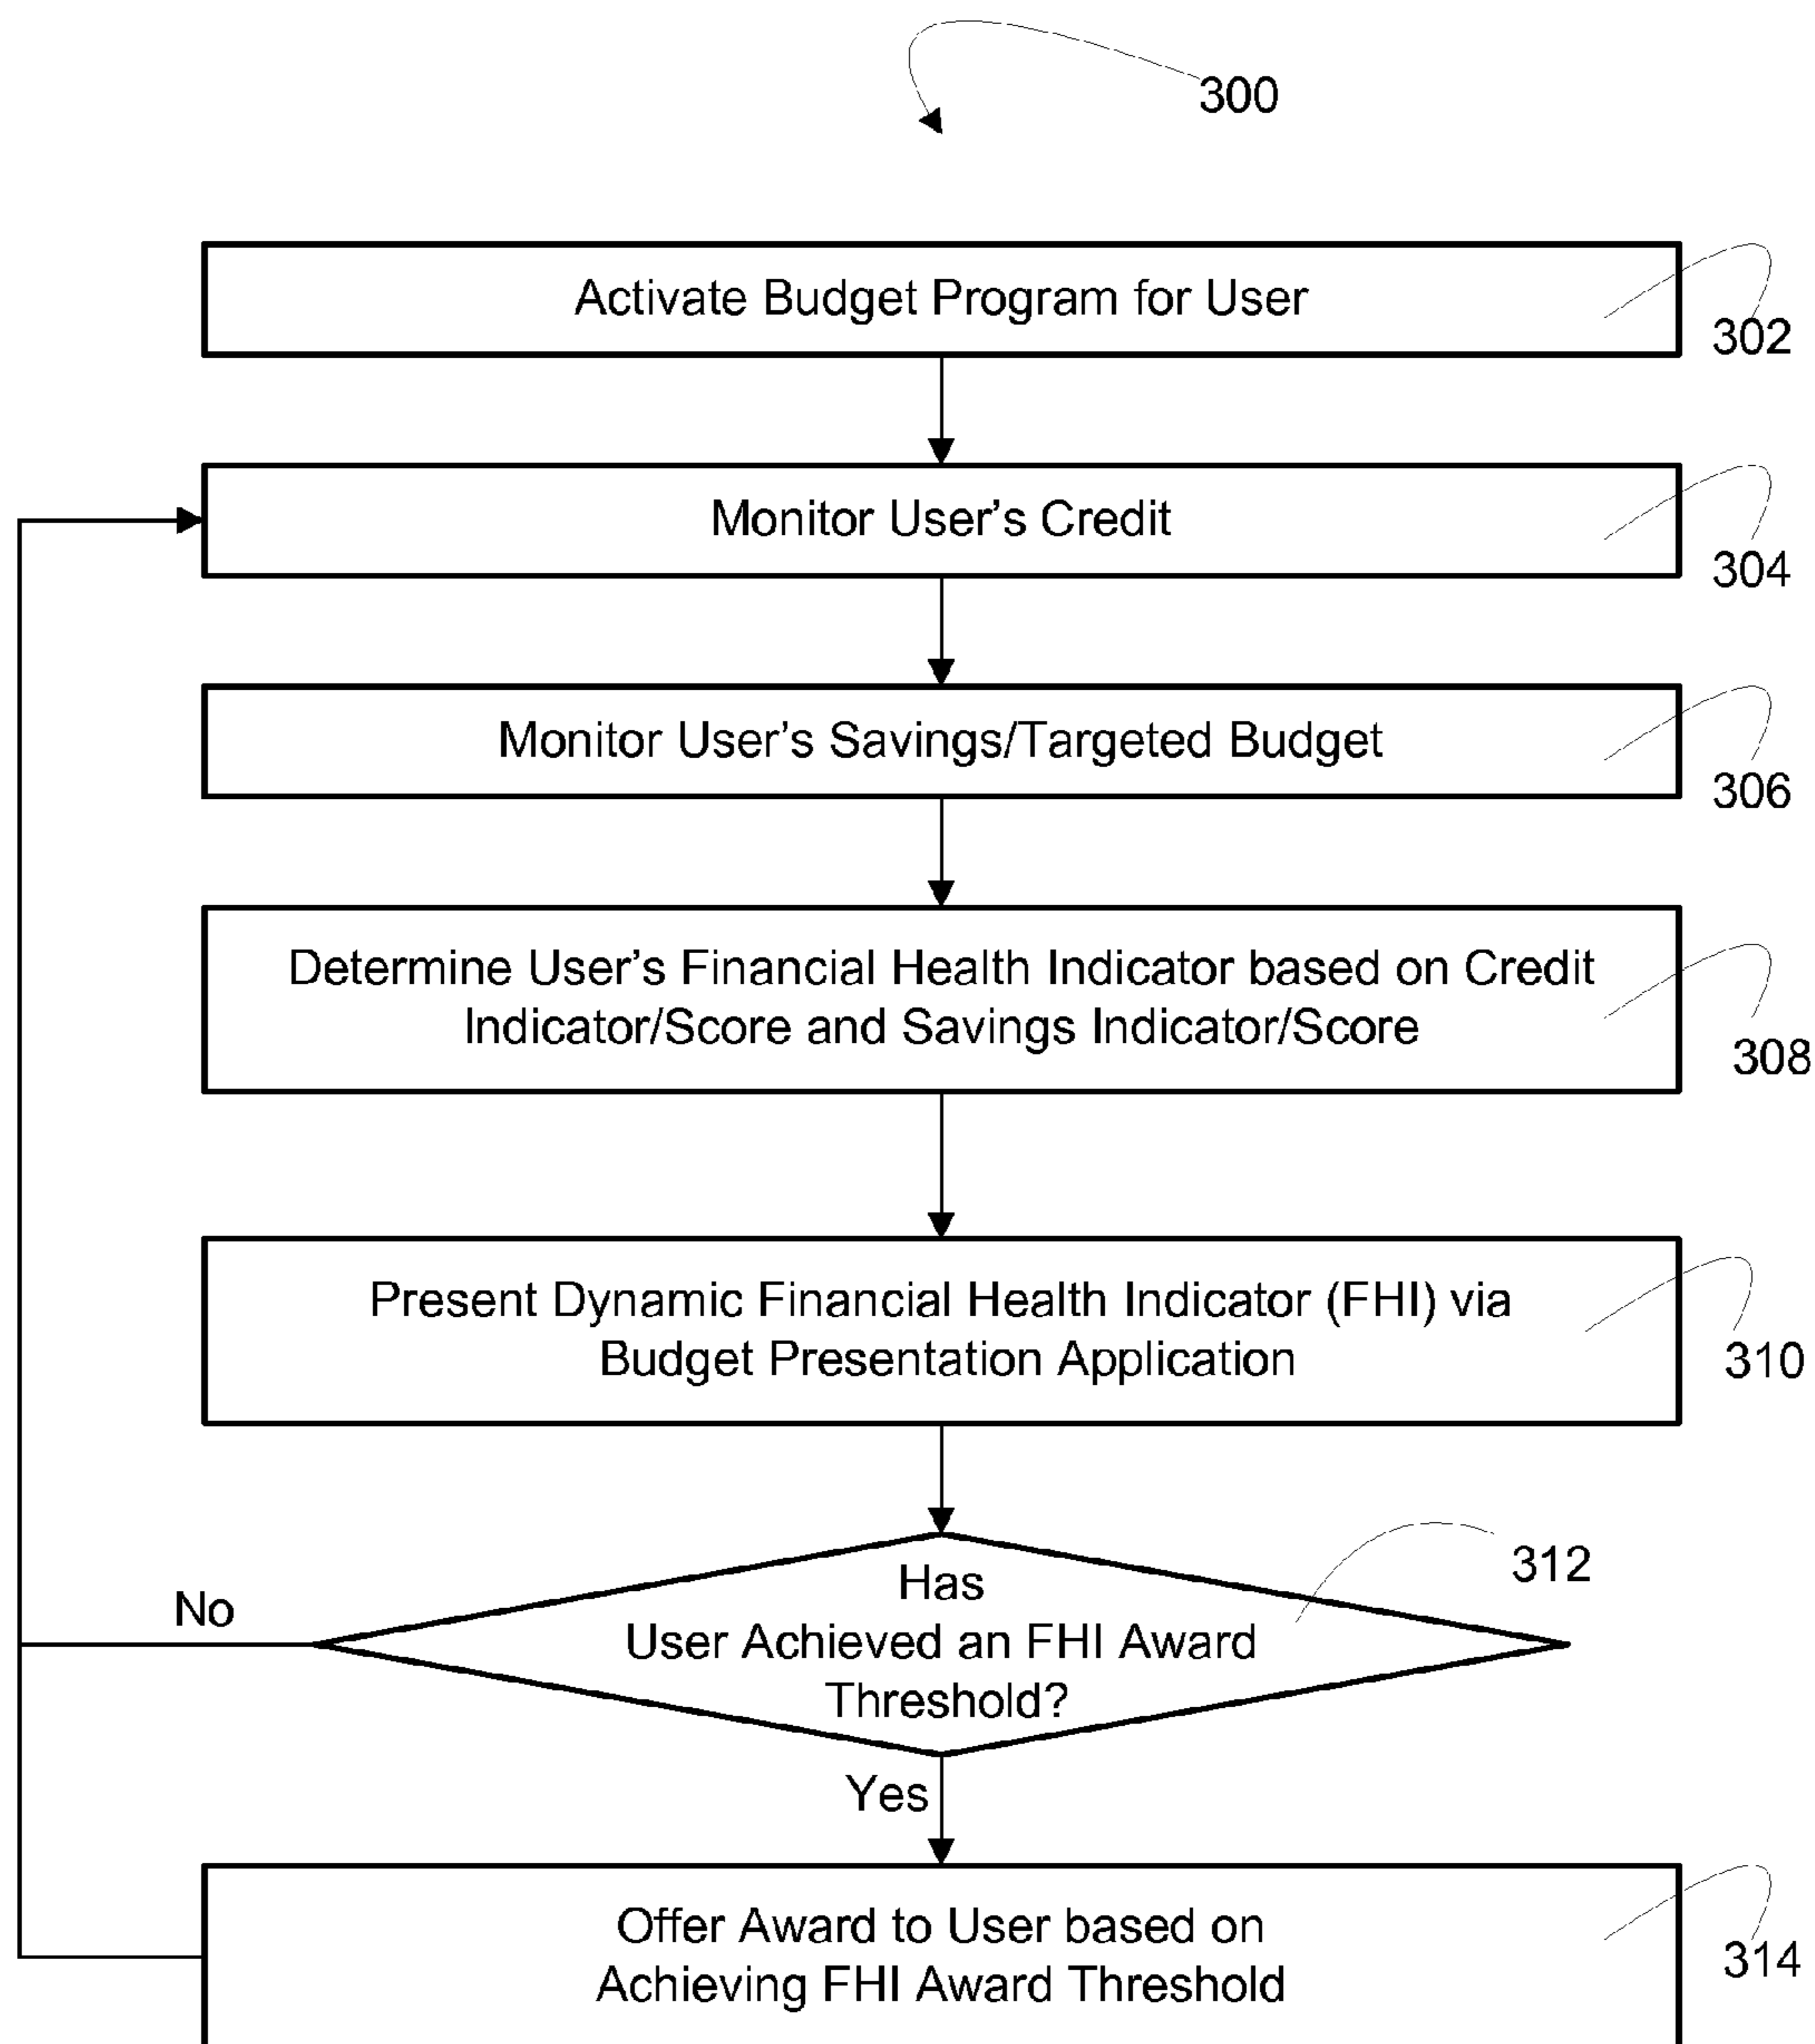 300
Activate Budget Program for User
302
Monitor User's Credit
304
Monitor User's Savings/Targeted Budget
306
Determine User's Financial Health Indicator based on Credit
Indicator/Score and Savings Indicator/Score
308
Present Dynamic Financial Health Indicator (FHI) via
Budget Presentation Application
310
Has
User Achieved an FHI Award
Threshold?
312
No
Yes
Offer Award to User based on
Achieving FHI Award Threshold
314